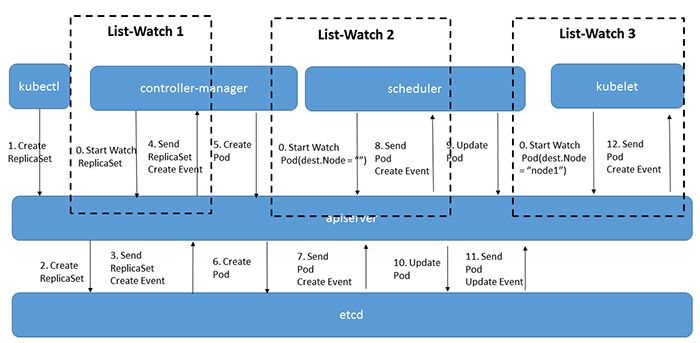 List-Watch 1
List-Watch 2
List-Watch 3
kubectl
controller-manager
scheduler
kubelet
1. Create
ReplicaSet
0. Start Watch
ReplicaSet
4. Send
ReplicaSet
Create Event
5. Create
Pod
0. Start Watch
Pod(dest.Node = "")
8. Send
Pod
Create Event
9. Update
Pod
0. Start Watch
Pod(dest.Node
= "node1")
12. Send
Pod
Create Event
apiserver
2. Create
ReplicaSet
3. Send
ReplicaSet
Create Event
6. Create
Pod
7. Send
Pod
Create Event
10. Update
Pod
11. Send
Pod
Update Event
etcd